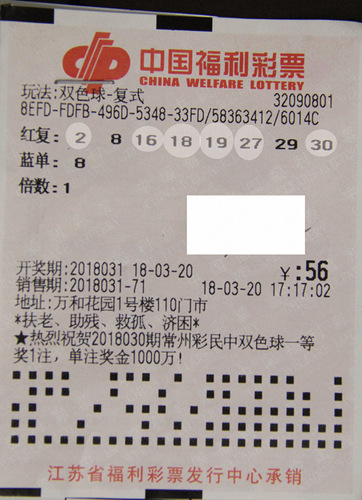 中国福利彩票
CHINA WELFARE LOTTERY
玩法:双色球-复式
32090801
8EFD-FDFB-496D-5348-33FD/58363412/6014C
红复: 2 8 16 18 19 27 29 30
蓝单: 8
倍数:1
开奖期:2018031 18-03-20
¥:56
销售期:2018031-71 18-03-20 17:17:02
地址:万和花园1号楼110门市
*扶老、助残、救孤、济困*
★热烈祝贺2018030期常州彩民中双色球一等
奖1注，单注奖金1000万!
江苏省福利彩票发行中心承销